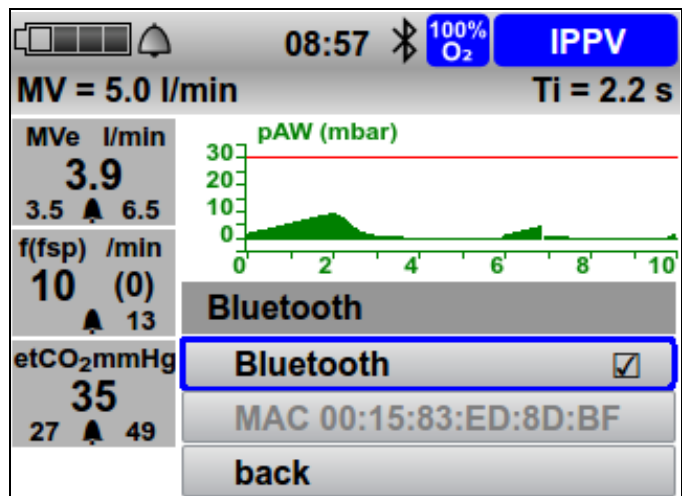 08:57 100% O₂ IPPV
MV = 5.0 l/min Ti = 2.2 s
MVe l/min
3.9
3.5 6.5
f(fsp) /min
10 (0)
13
etCO₂mmHg
35
27 49
pAW (mbar)
30
20
10
0
0 2 4 6 8 10
Bluetooth
Bluetooth
MAC 00:15:83:ED:8D:BF
back